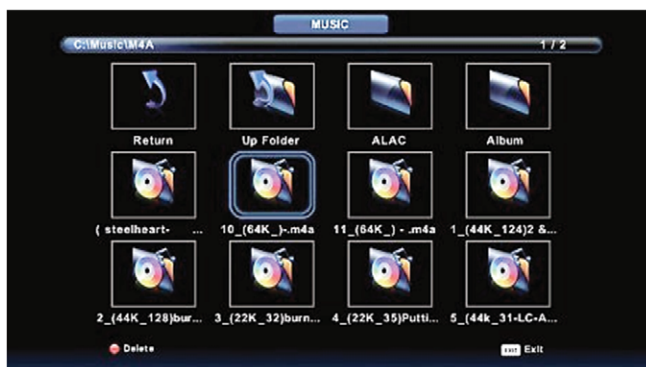 MUSIC
C:\Music\M4A 1 / 2
Return Up Folder ALAC Album
( steelheart- ... 10_(64K_)-.m4a 11_(64K_) - .m4a 1_(44K_124)2 &...
2_(44K_128)bur... 3_(22K_32)burn... 4_(22K_35)Putti... 5_(44k_31-LC-A...
Delete EXIT Exit